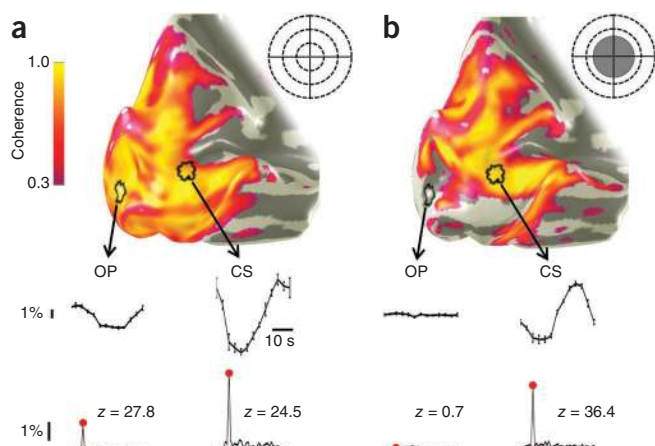 a
b
1.0
Coherence
0.3
OP
CS
OP
CS
1%
10 s
1%
z = 27.8
z = 24.5
z = 0.7
z = 36.4